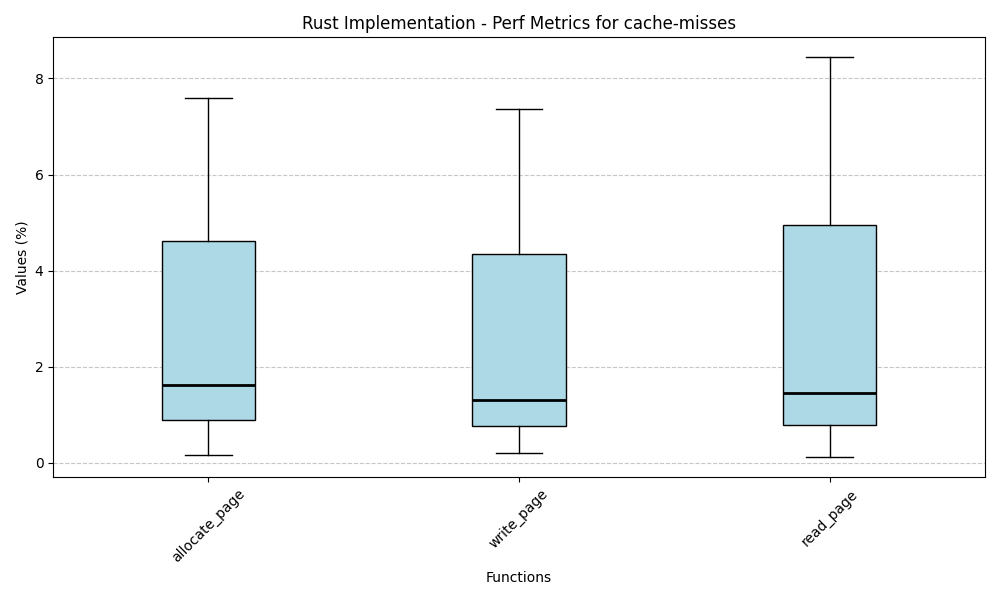 Rust Implementation - Perf Metrics for cache-misses
Values (%)
8
6
4
2
0
allocate_page
write_page
read_page
Functions